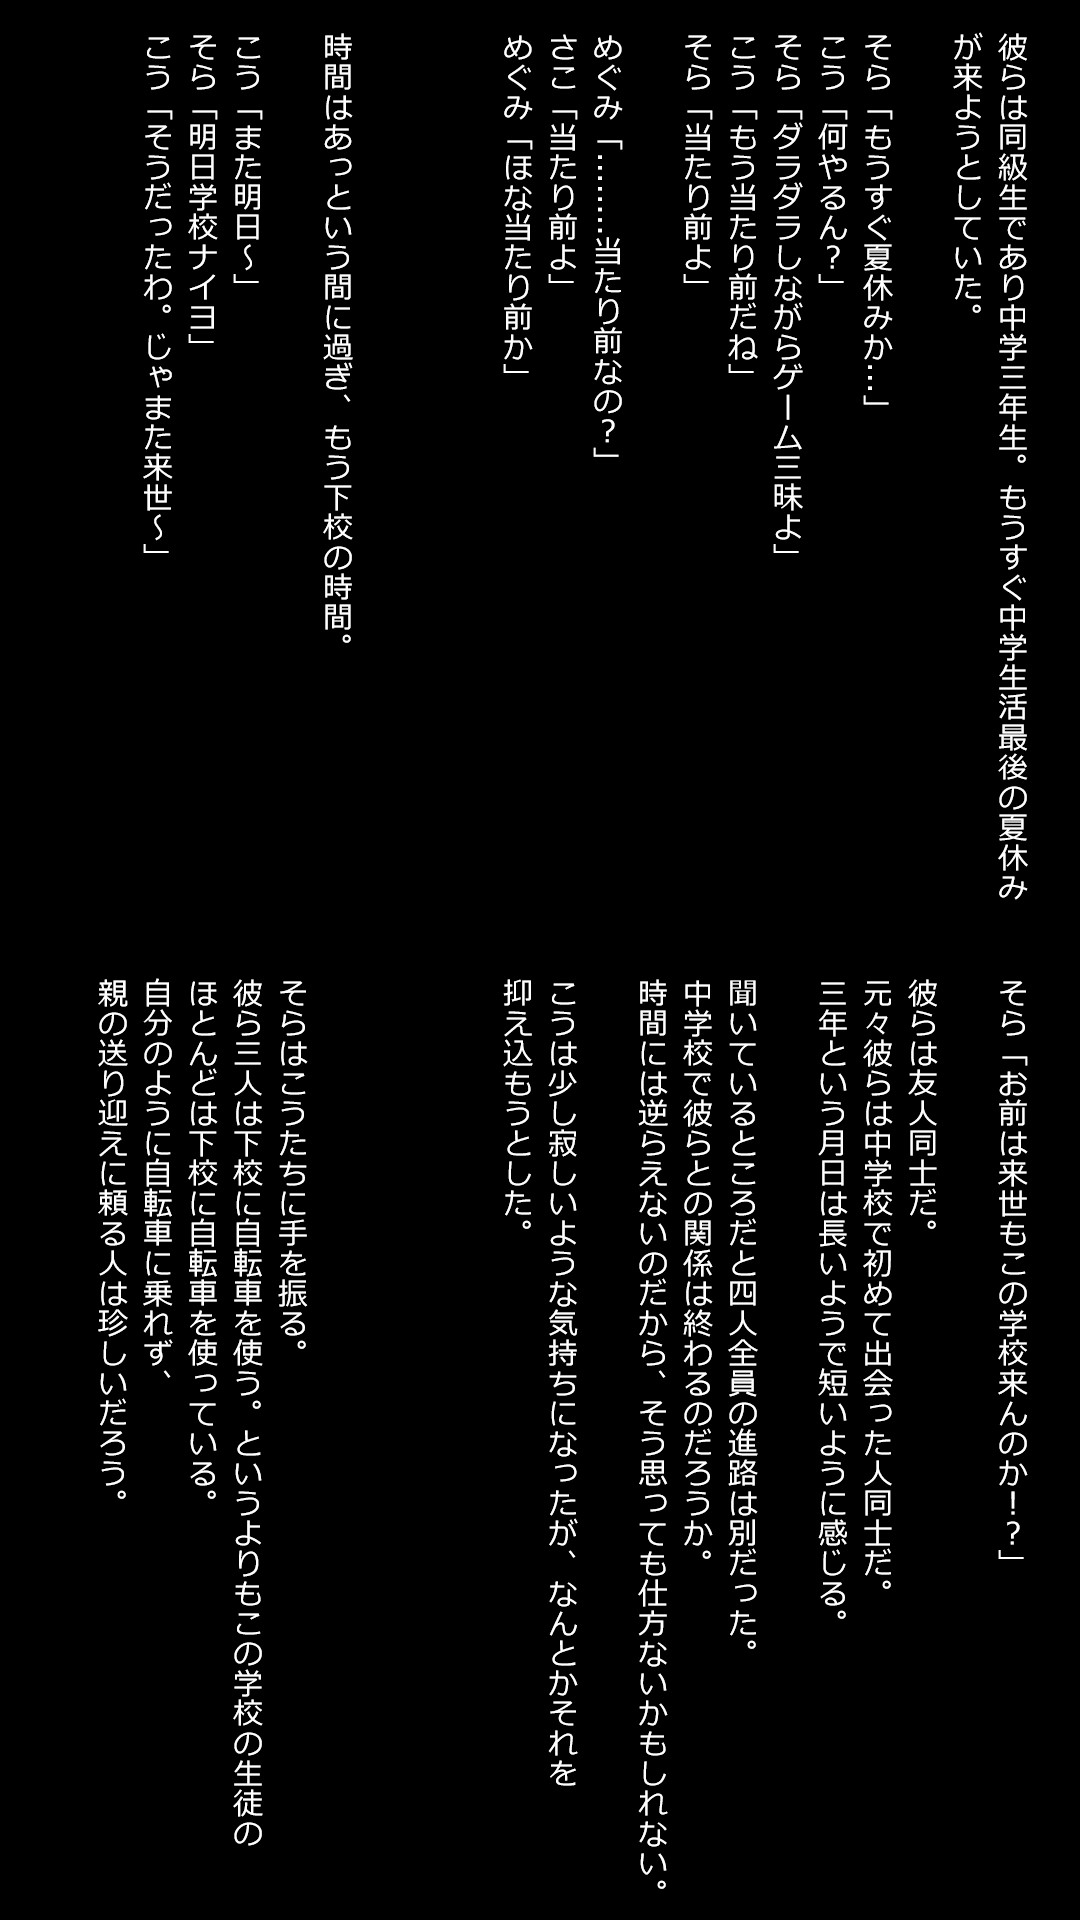 彼らは同級生であり中学三年生。もうすぐ中学生活最後の夏休み
が来ようとしていた。
そら「もうすぐ夏休みか…」
こう「何やるん？」
そら「ダラダラしながらゲーム三昧よ」
こう「もう当たり前だね」
そら「当たり前よ」
めぐみ「………当たり前なの？」
さこ「当たり前よ」
めぐみ「ほな当たり前か」
時間はあっという間に過ぎ、もう下校の時間。
こう「また明日～」
そら「明日学校ナイヨ」
こう「そうだったわ。じゃまた来世～」
そら「お前は来世もこの学校来んのか！？」
彼らは友人同士だ。
元々彼らは中学校で初めて出会った人同士だ。
三年という月日は長いようで短いように感じる。
聞いているところだと四人全員の進路は別だった。
中学校で彼らとの関係は終わるのだろうか。
時間には逆らえないのだから、そう思っても仕方ないかもしれない。
こうは少し寂しいような気持ちになったが、なんとかそれを
抑え込もうとした。
そらはこうたちに手を振る。
彼ら三人は下校に自転車を使う。というよりもこの学校の生徒の
ほとんどは下校に自転車を使っている。
自分のように自転車に乗れず、
親の送り迎えに頼る人は珍しいだろう。